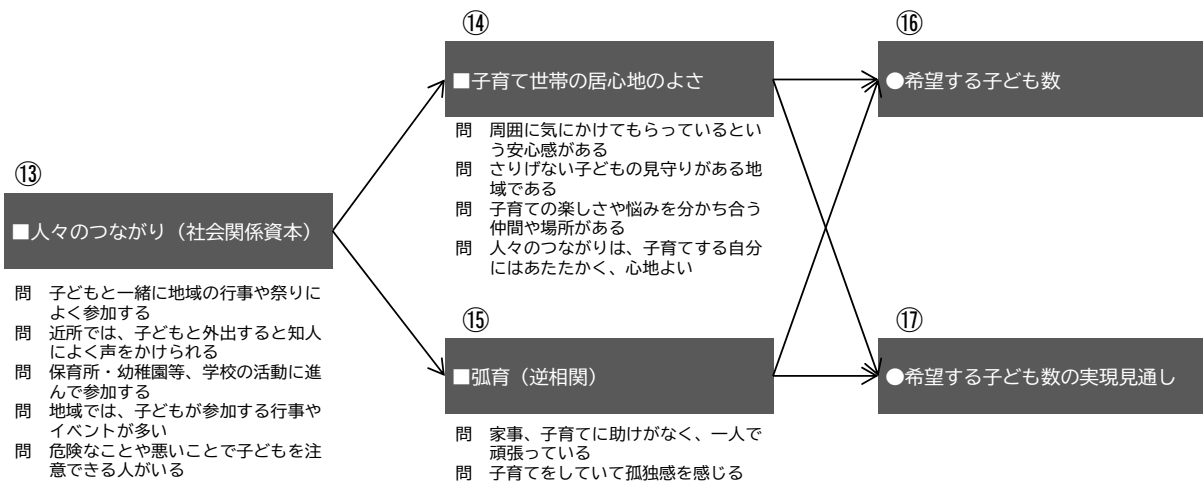 ⑬
■人々のつながり（社会関係資本）
問　子どもと一緒に地域の行事や祭りに
よく参加する
問　近所では、子どもと外出すると知人
によく声をかけられる
問　保育所・幼稚園等、学校の活動に進
んで参加する
問　地域では、子どもが参加する行事や
イベントが多い
問　危険なことや悪いことで子どもを注
意できる人がいる
⑭
■子育て世帯の居心地のよさ
問　周囲に気にかけてもらっているとい
う安心感がある
問　さりげない子どもの見守りがある地
域である
問　子育ての楽しさや悩みを分かち合う
仲間や場所がある
問　人々のつながりは、子育てする自分
にはあたたかく、心地よい
⑮
■弧育（逆相関）
問　家事、子育てに助けがなく、一人で
頑張っている
問　子育てをしていて孤独感を感じる
⑯
●希望する子ども数
⑰
●希望する子ども数の実現見通し